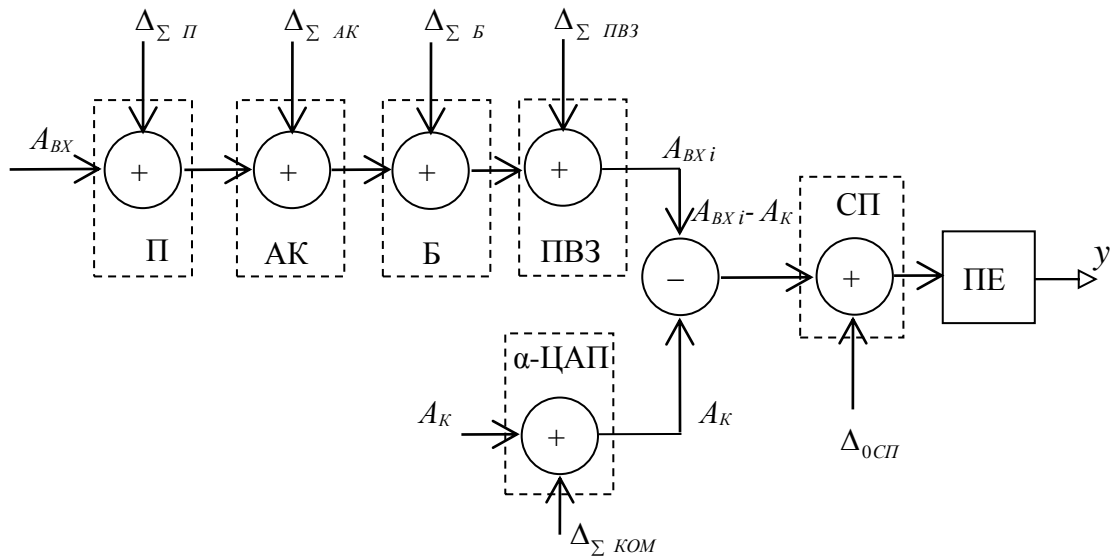 Δ∑ П Δ∑ АК Δ∑ Б Δ∑ ПВЗ
AВХ + + + + AВХ i
П АК Б ПВЗ
AВХ i - AК СП
− + ПЕ y
α-ЦАП
AК + AК
Δ0СП
Δ∑ КОМ